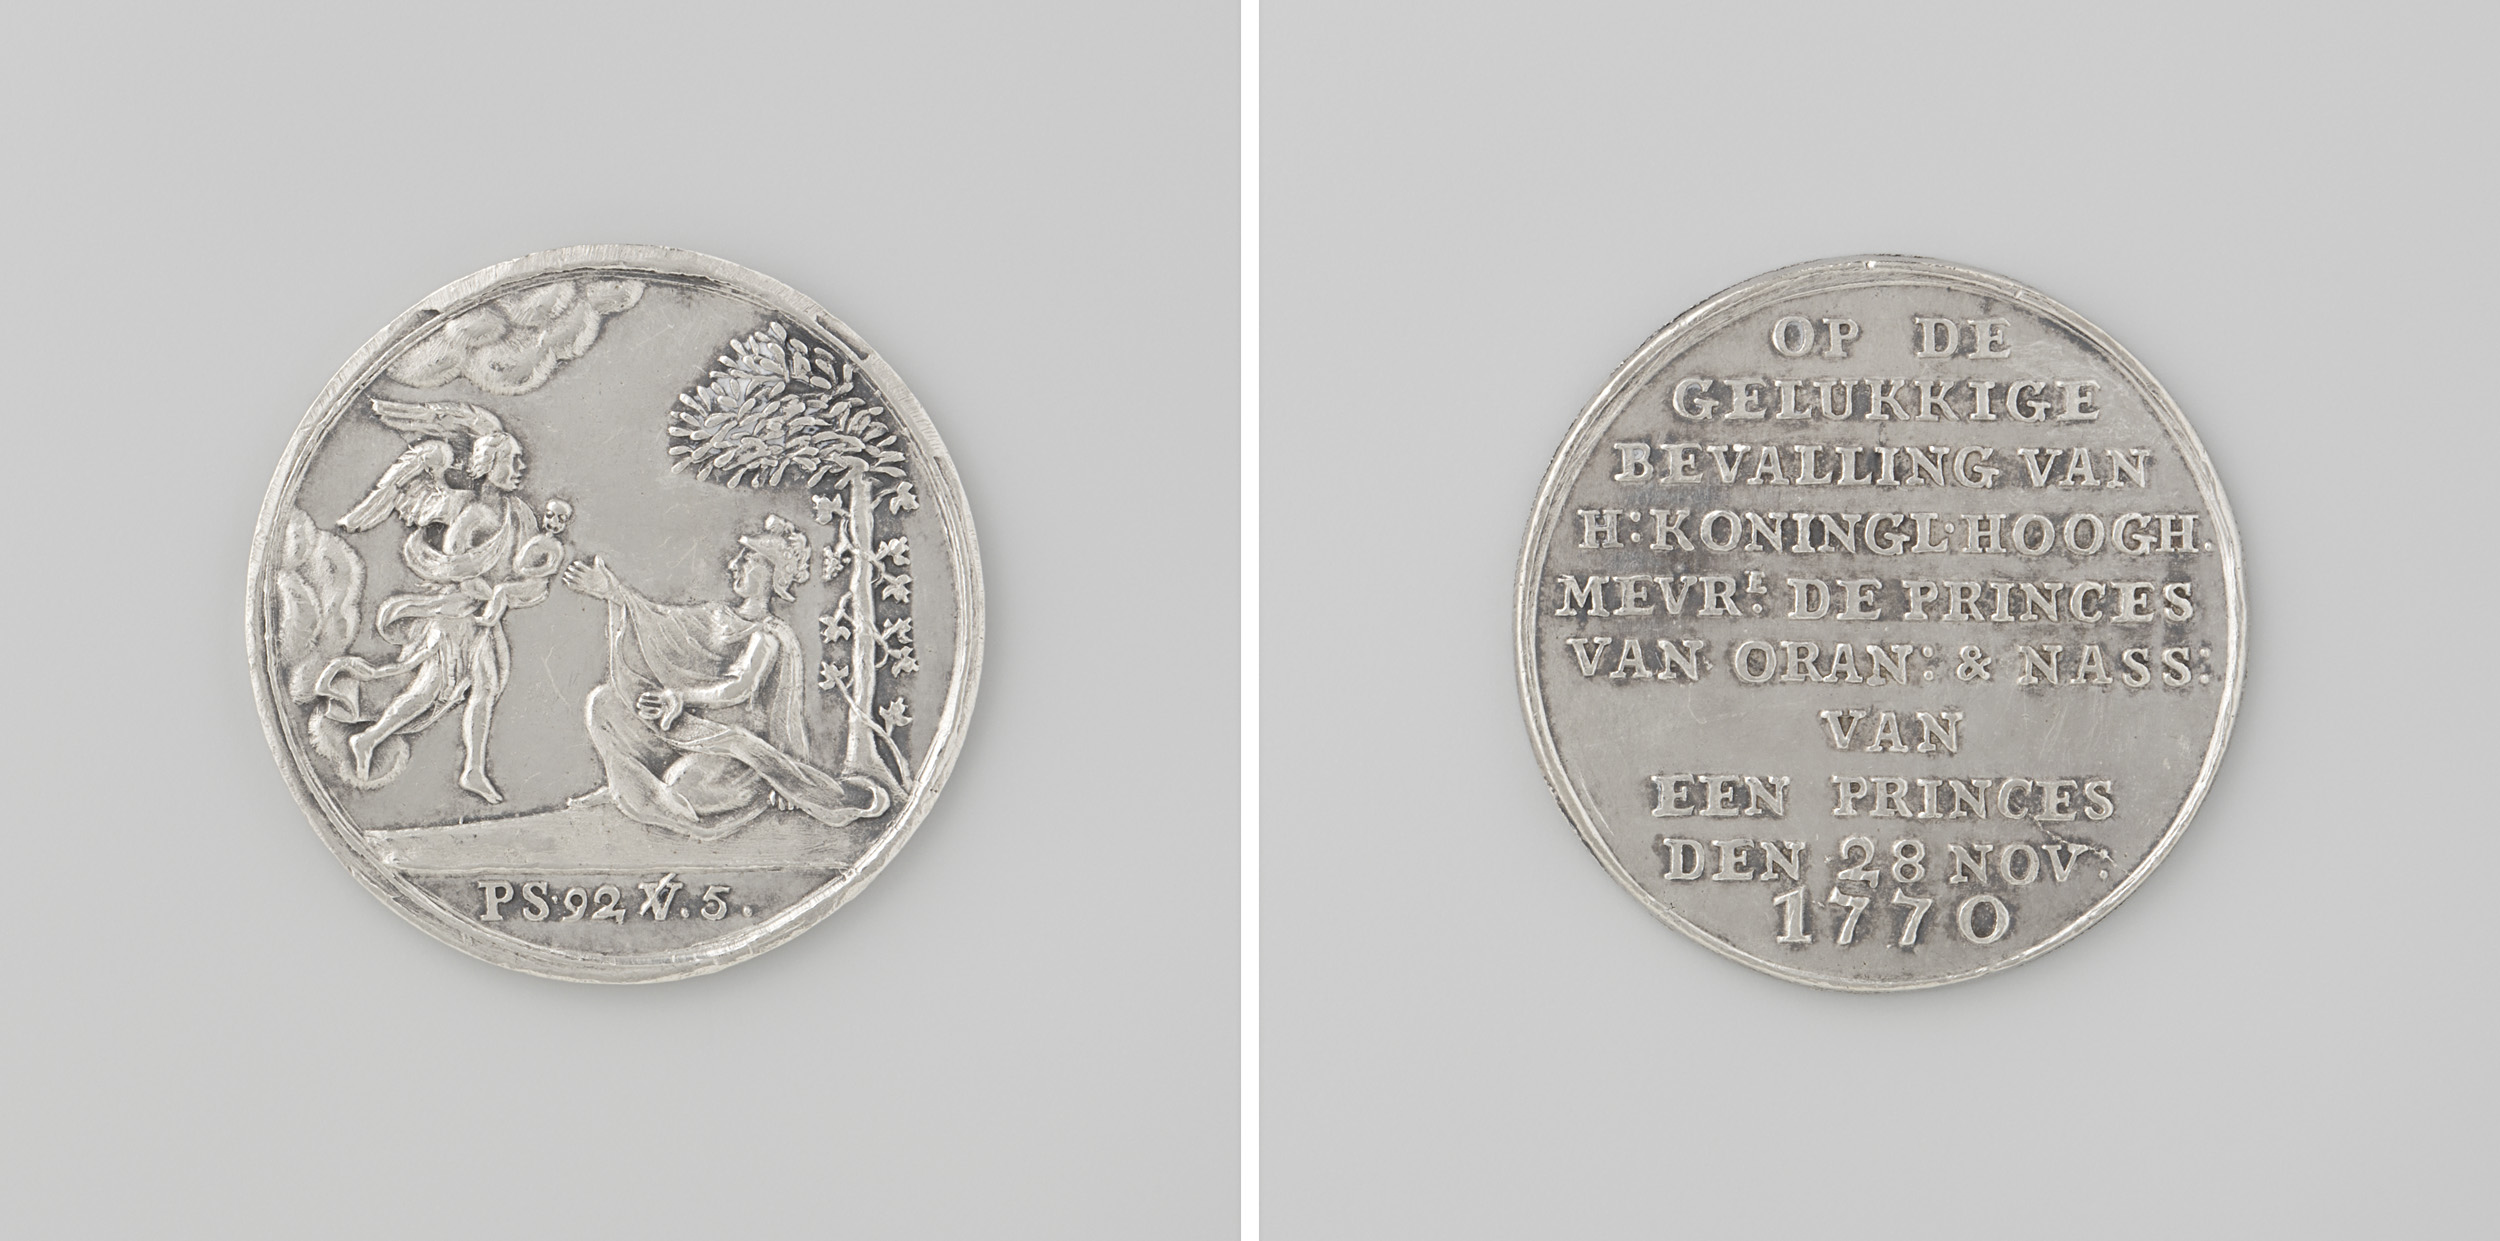 PS·92 V. 5.
OP DE
GELUKKIGE
BEVALLING VAN
H: KONINGL· HOOGH.
MEVR.E DE PRINCES
VAN ORAN: & NASS:
VAN
EEN PRINCES
DEN 28 NOV:
1770